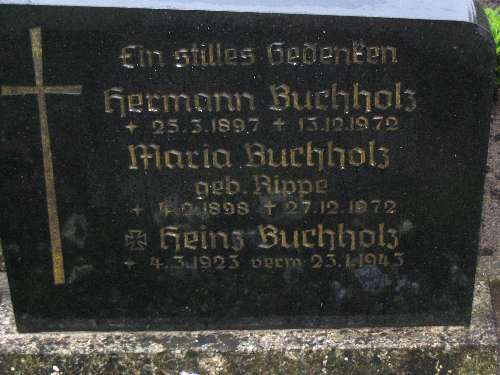 Ein stilles Gedenken
Hermann Buchholz
* 25.3.1897 + 13.12.1972
Maria Buchholz
geb. Rippe
1898 + 27.12.1972
Heinz Buchholz
* 4.3.1923 verm 23.1.1943